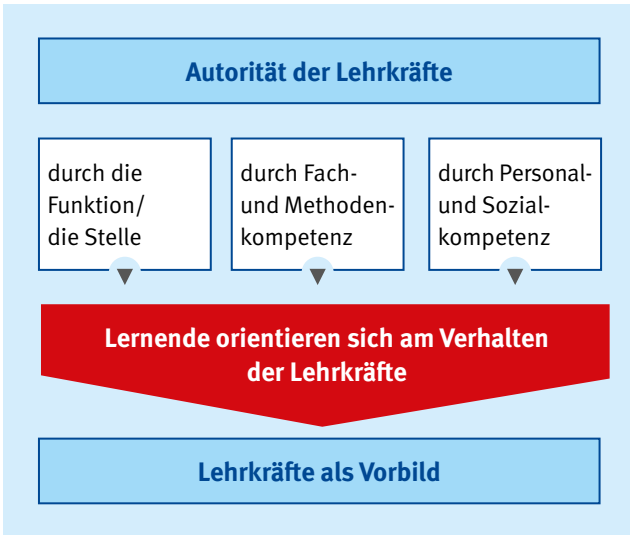 Autorität der Lehrkräfte
durch die
Funktion/
die Stelle
durch Fach-
und Methoden-
kompetenz
durch Personal-
und Sozial-
kompetenz
Lernende orientieren sich am Verhalten
der Lehrkräfte
Lehrkräfte als Vorbild